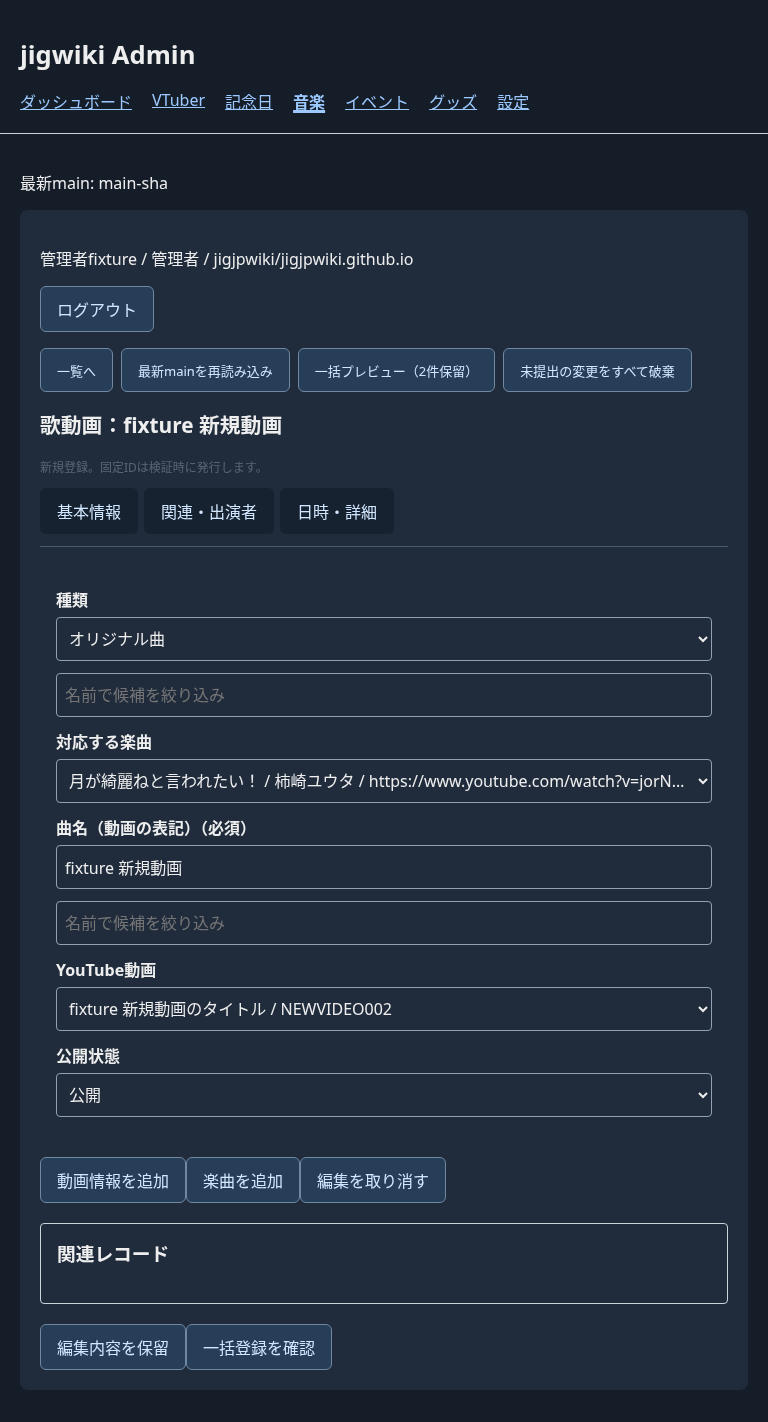 jigwiki Admin
ダッシュボード VTuber 記念日 音楽 イベント グッズ 設定
最新main: main-sha
管理者fixture / 管理者 / jigjpwiki/jigjpwiki.github.io
ログアウト
一覧へ 最新mainを再読み込み 一括プレビュー（2件保留） 未提出の変更をすべて破棄
歌動画：fixture 新規動画
新規登録。固定IDは検証時に発行します。
基本情報 関連・出演者 日時・詳細
種類
オリジナル曲
名前で候補を絞り込み
対応する楽曲
月が綺麗ねと言われたい！ / 柿崎ユウタ / https://www.youtube.com/watch?v=jorN...
曲名（動画の表記）（必須）
fixture 新規動画
名前で候補を絞り込み
YouTube動画
fixture 新規動画のタイトル / NEWVIDEO002
公開状態
公開
動画情報を追加 楽曲を追加 編集を取り消す
関連レコード
編集内容を保留 一括登録を確認